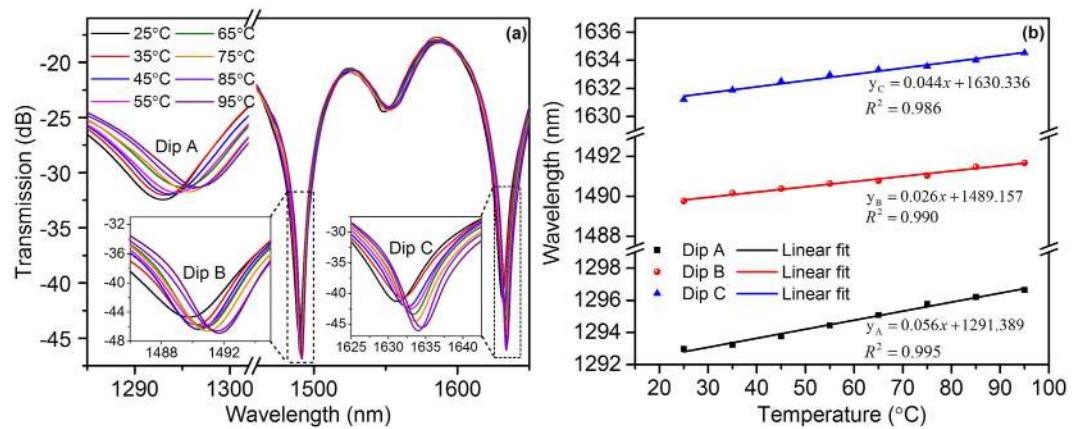 (a)
25°C 65°C
35°C 75°C
45°C 85°C
55°C 95°C
-20
-25
-30
-35
-40
-45
Transmission (dB)
Dip A
Dip B
-32
-36
-40
-44
-48
1488 1492
Dip C
-30
-35
-40
-45
1625 1630 1635 1640
1290 1300 1500 1600
Wavelength (nm)
(b)
1636
1634
1632
1630
1492
1490
1488
1298
1296
1294
1292
Wavelength (nm)
y_C = 0.044x+1630.336
R² = 0.986
y_B = 0.026x+1489.157
R² = 0.990
Dip A Linear fit
Dip B Linear fit
Dip C Linear fit
y_A = 0.056x+1291.389
R² = 0.995
20 30 40 50 60 70 80 90 100
Temperature (°C)